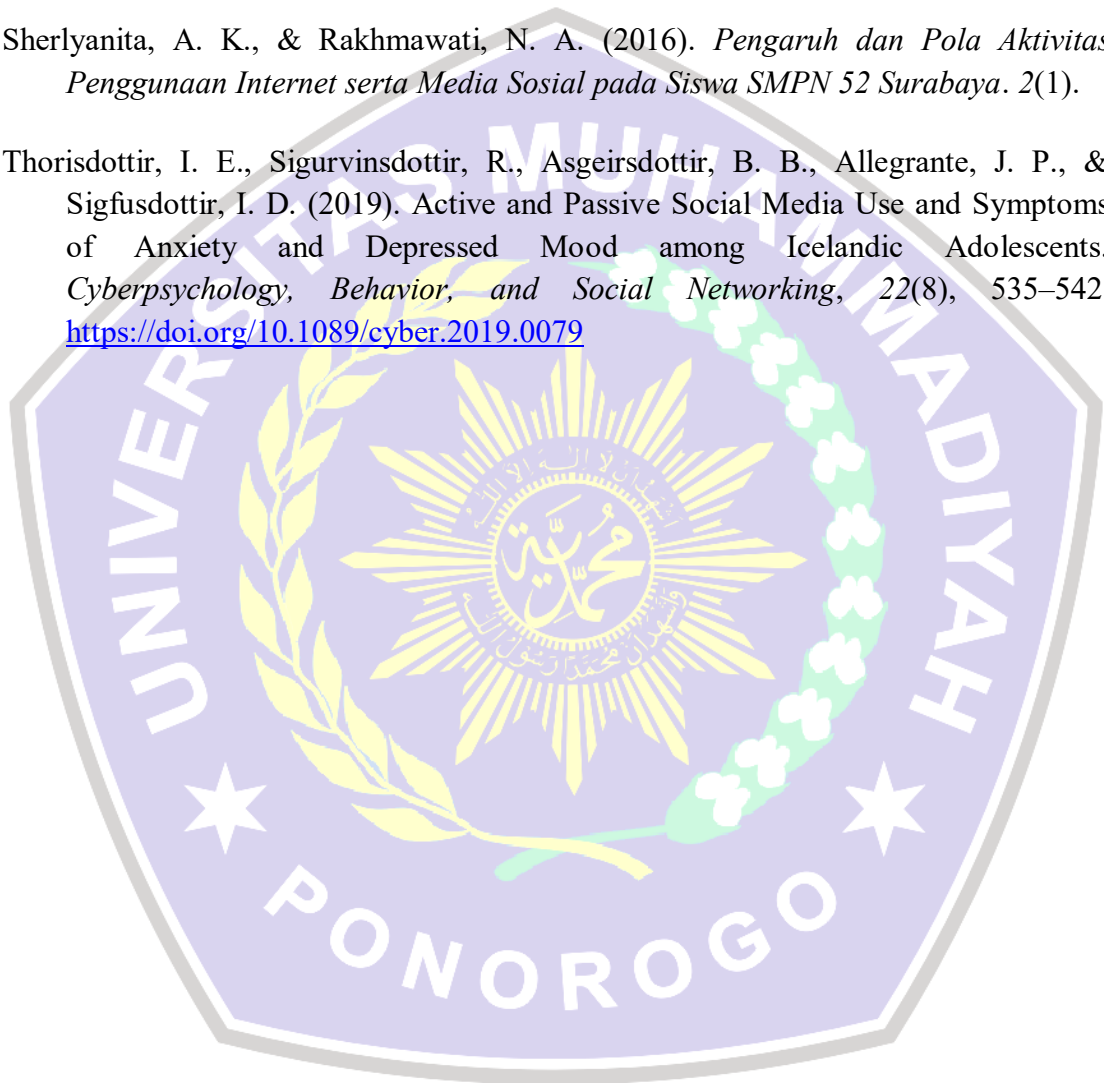 Sherlyanita, A. K., & Rakhmawati, N. A. (2016). Pengaruh dan Pola Aktivitas
Penggunaan Internet serta Media Sosial pada Siswa SMPN 52 Surabaya. 2(1).
Thorisdottir, I. E., Sigurvinsdottir, R., Asgeirsdottir, B. B., Allegrante, J. P., &
Sigfusdottir, I. D. (2019). Active and Passive Social Media Use and Symptoms
of Anxiety and Depressed Mood among Icelandic Adolescents.
Cyberpsychology, Behavior, and Social Networking, 22(8), 535–542
https://doi.org/10.1089/cyber.2019.0079
UNIVERSITAS MUHAMMADIYAH
محمدية
PONOROGO